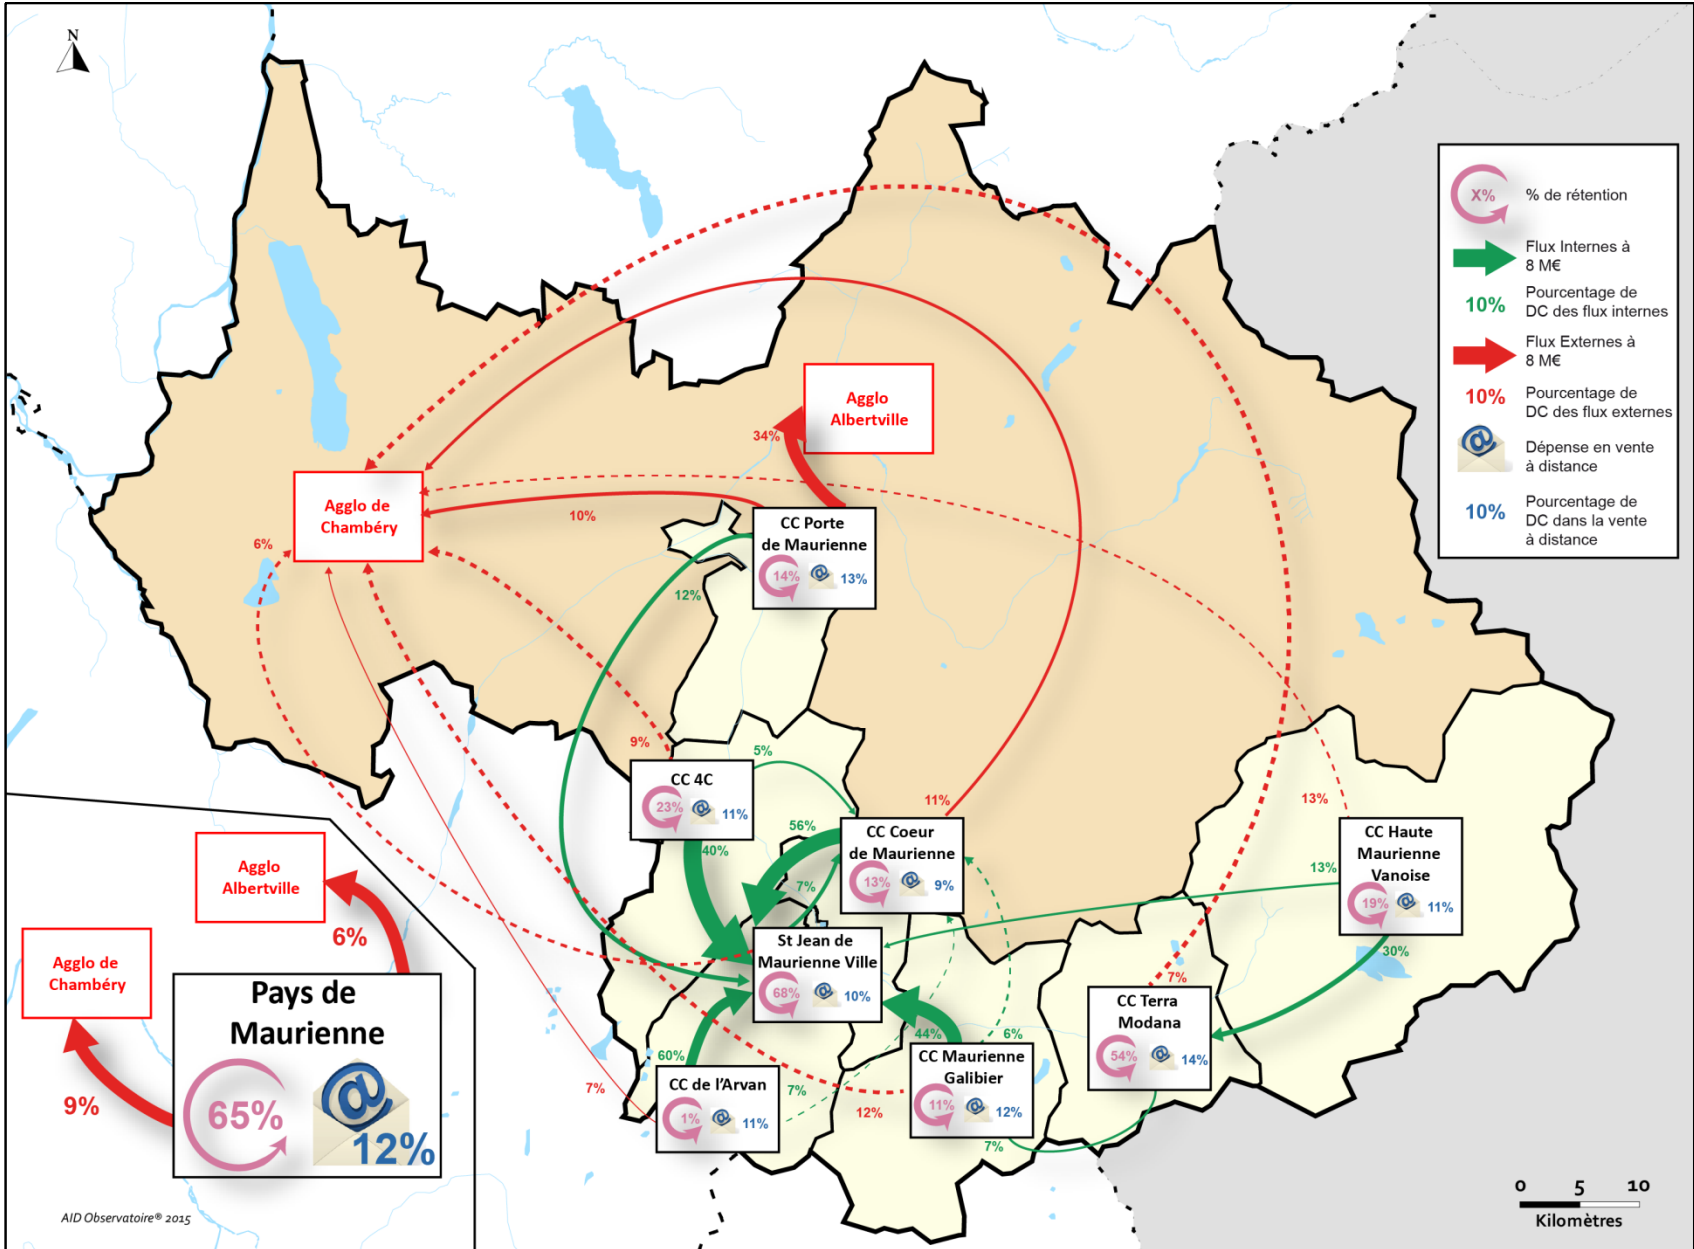 N
X%
% de rétention
Flux Internes à
8 M€
10%
Pourcentage de
DC des flux internes
Flux Externes à
8 M€
10%
Pourcentage de
DC des flux externes
@
Dépense en vente
à distance
10%
Pourcentage de
DC dans la vente
à distance
Agglo
Albertville
34%
Agglo de
Chambéry
10%
6%
CC Porte
de Maurienne
14%
@
13%
12%
9%
5%
CC 4C
23%
@
11%
40%
56%
11%
CC Coeur
de Maurienne
13%
@
9%
7%
13%
CC Haute
Maurienne
Vanoise
19%
@
11%
13%
30%
St Jean de
Maurienne Ville
68%
@
10%
7%
CC Terra
Modana
54%
@
14%
44%
6%
CC Maurienne
Galibier
11%
@
12%
12%
7%
60%
CC de l'Arvan
1%
@
11%
7%
7%
Agglo
Albertville
6%
Agglo de
Chambéry
9%
Pays de
Maurienne
65%
@
12%
AID Observatoire® 2015
0 5 10
Kilomètres